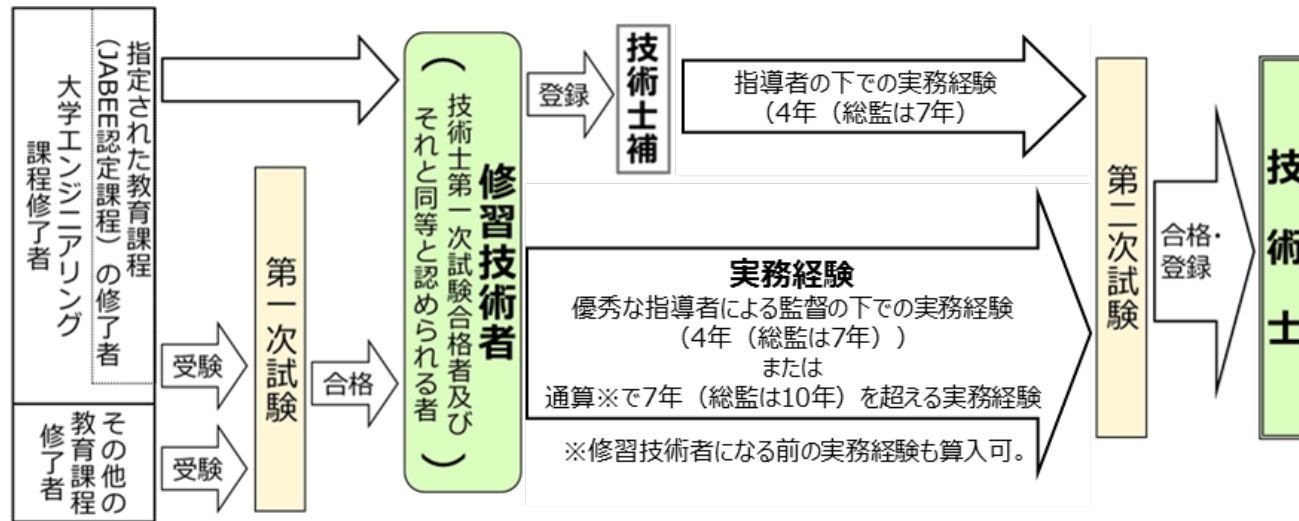 指定された教育課程
(JABEE認定課程)の修了者
大学エンジニアリング
課程修了者
その他の
教育課程
修了者
受験
受験
第一次試験
合格
修習技術者
(技術士第一次試験合格者及び
それと同等と認められる者)
登録
技術士補
指導者の下での実務経験
(4年(総監は7年)
実務経験
優秀な指導者による監督の下での実務経験
(4年(総監は7年))
または
通算※で7年(総監は10年)を超える実務経験
※修習技術者になる前の実務経験も算入可。
第二次試験
合格・
登録
技術士